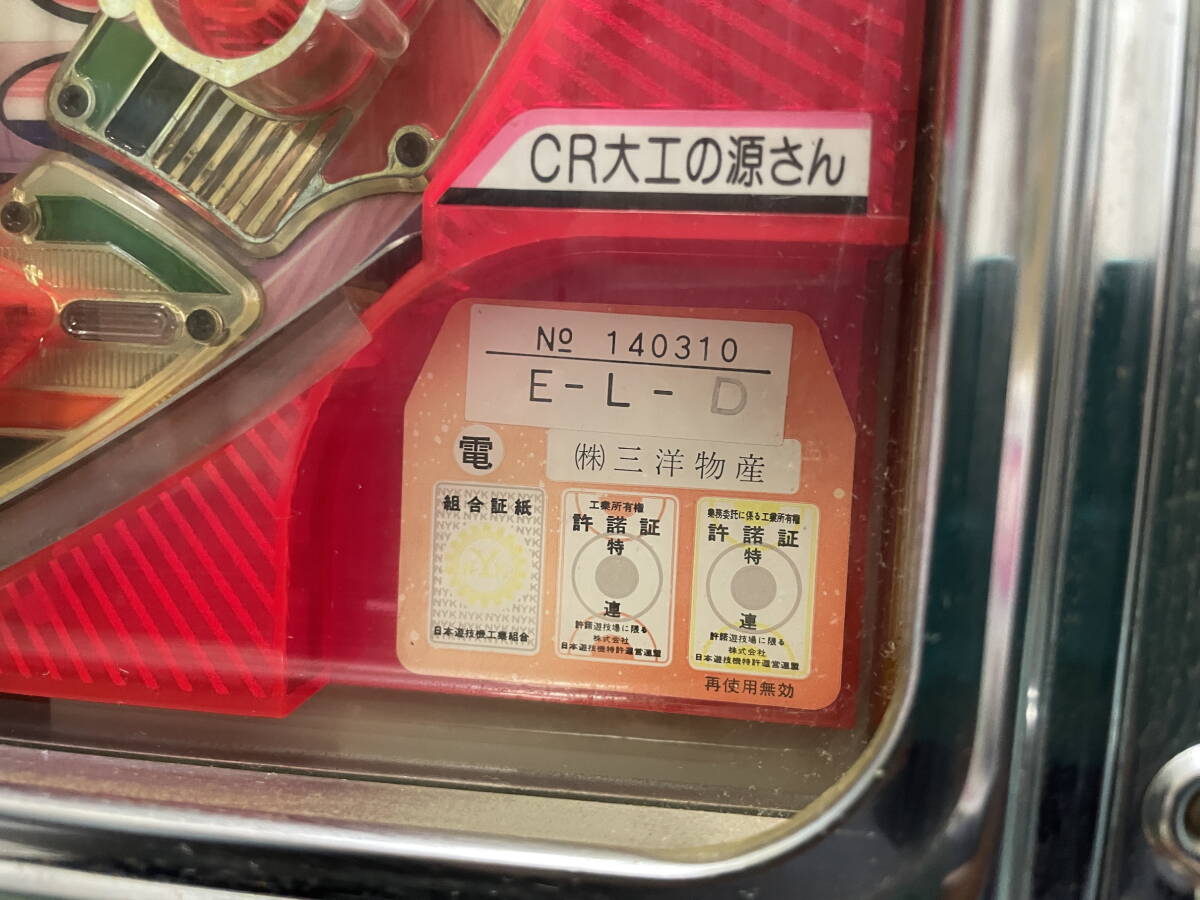 CR大工の源さん
№ 140310
E-L-D
電
㈱三洋物産
組合証紙
日本遊技機工業組合
工業所有権
許諾証
特
連
許諾遊技場に限る
株式会社
日本遊技機特許運営連盟
業務委託に係る工業所有権
許諾証
特
連
許諾遊技場に限る
株式会社
日本遊技機特許運営連盟
再使用無効